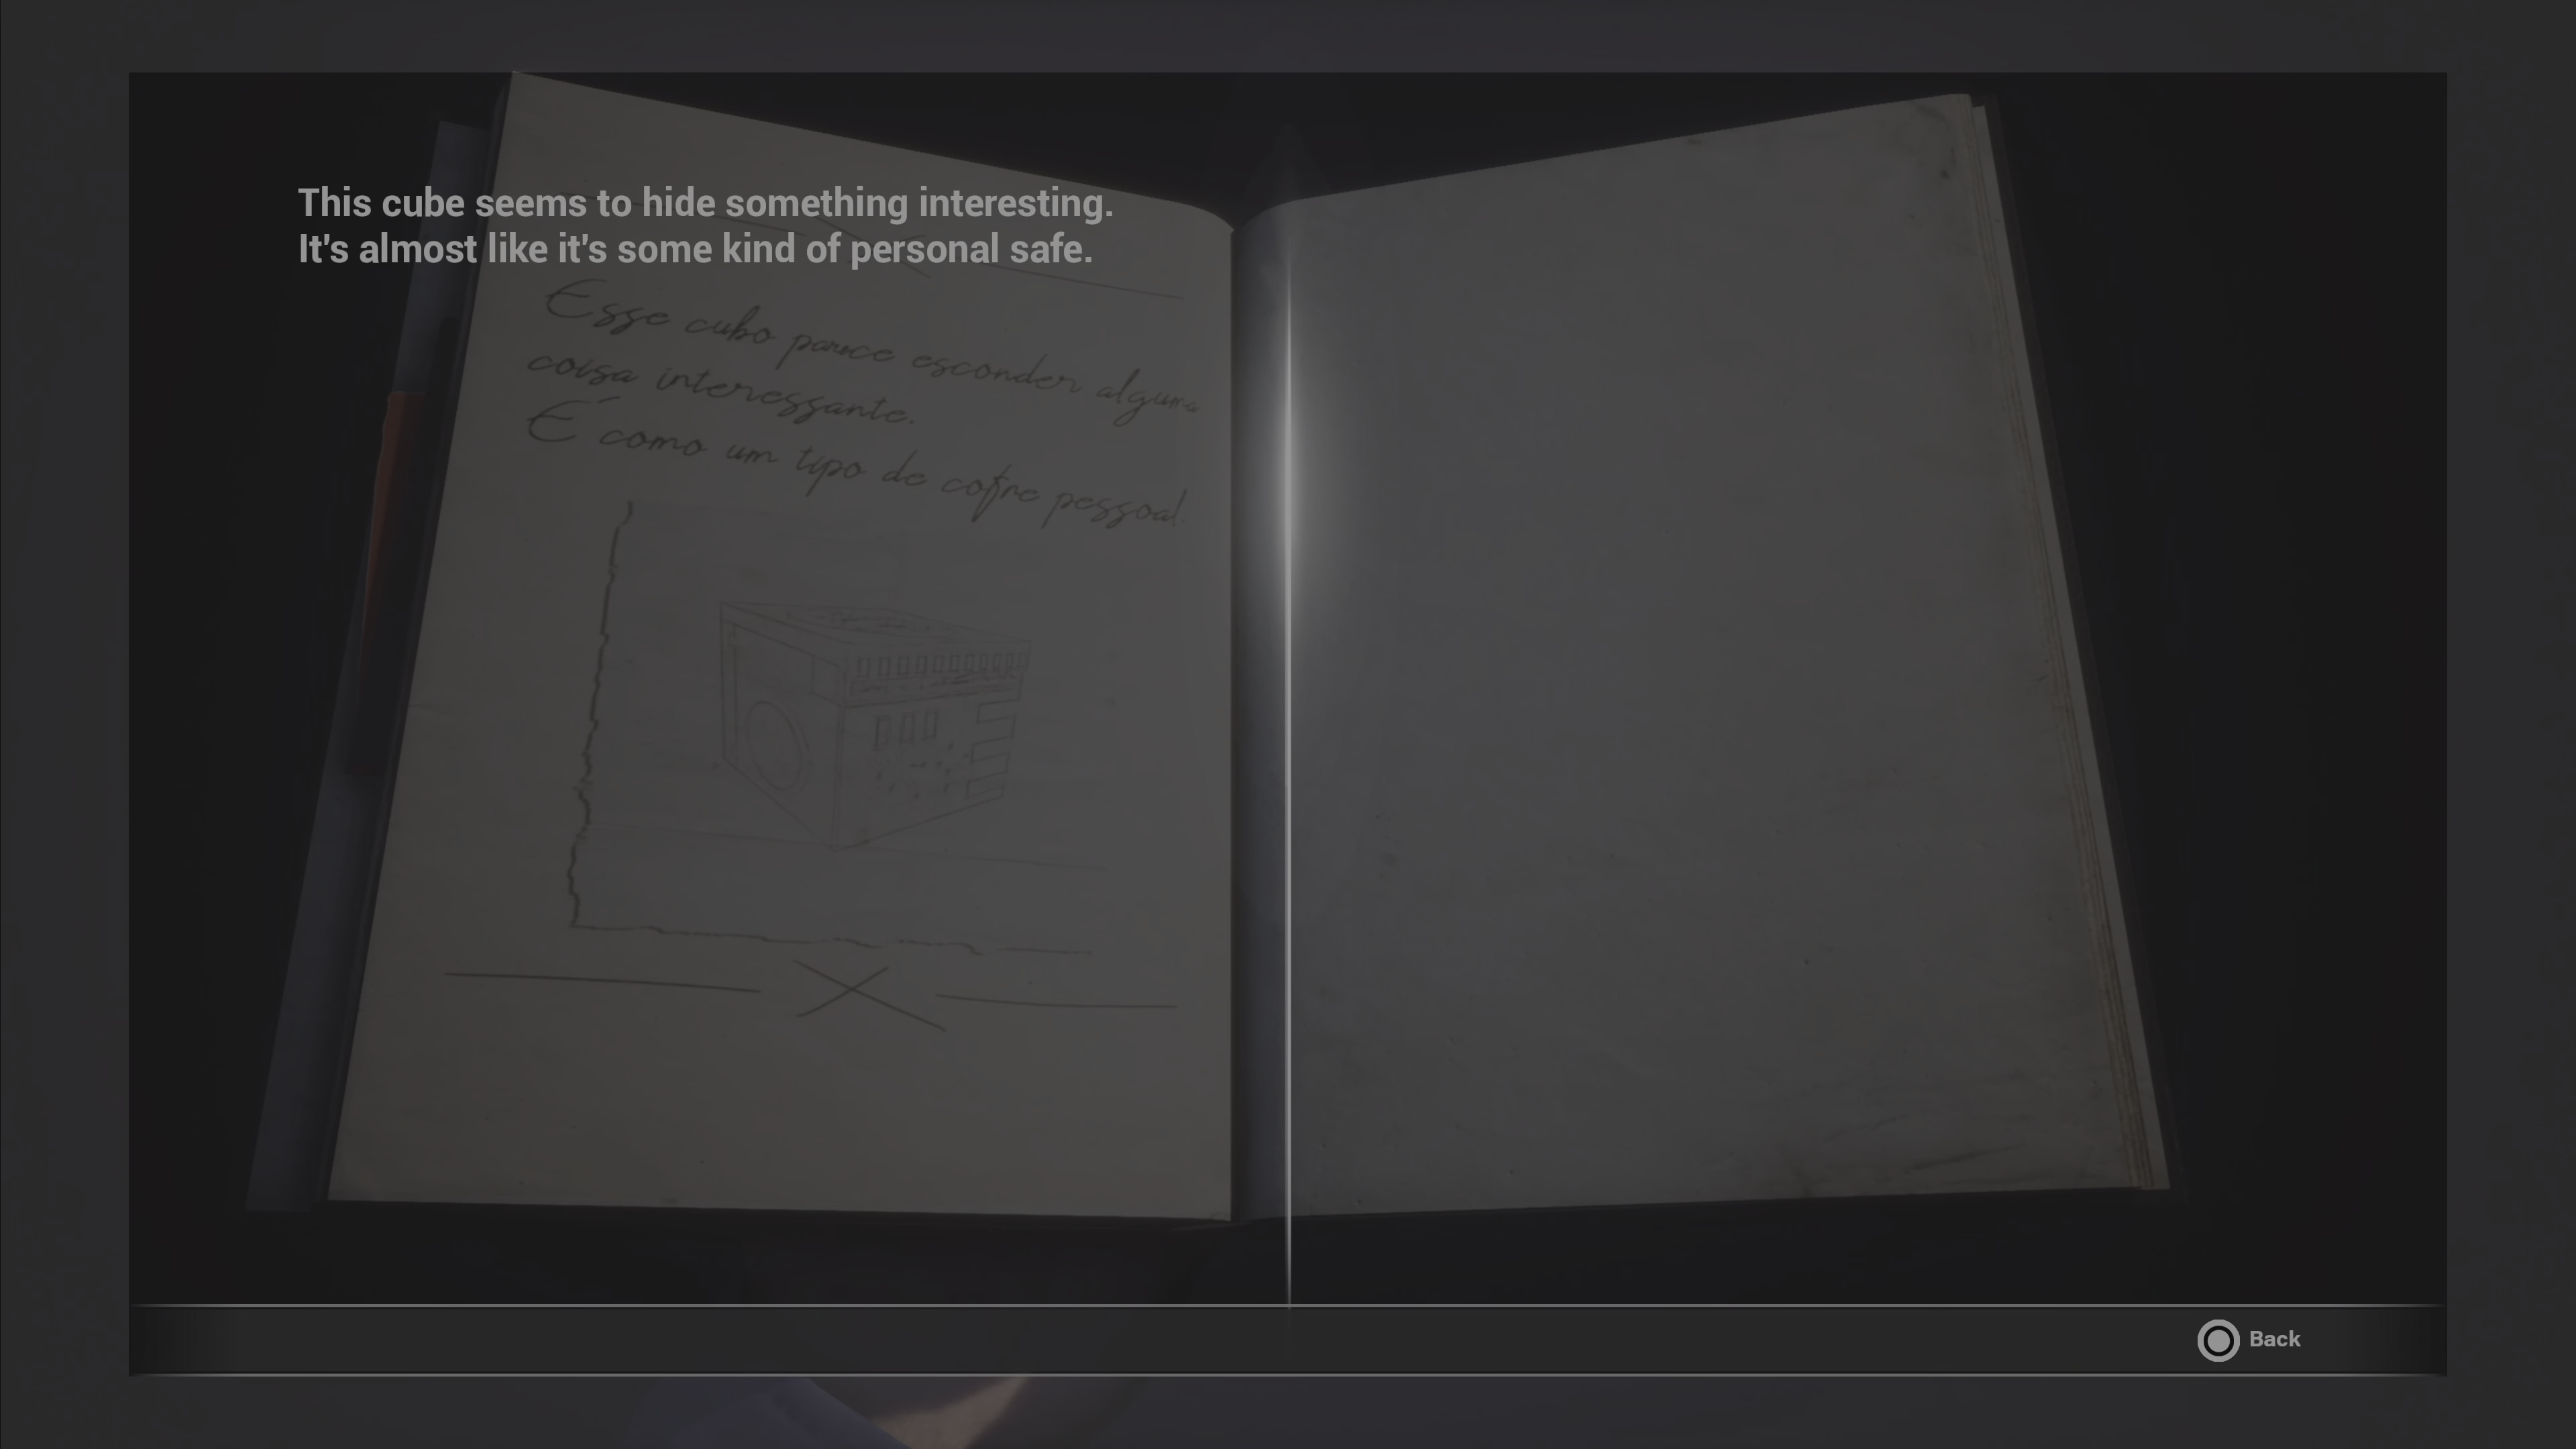 This cube seems to hide something interesting.
It's almost like it's some kind of personal safe.
Esse cubo parece esconder alguma
coisa interessante.
É como um tipo de cofre pessoal.
Back